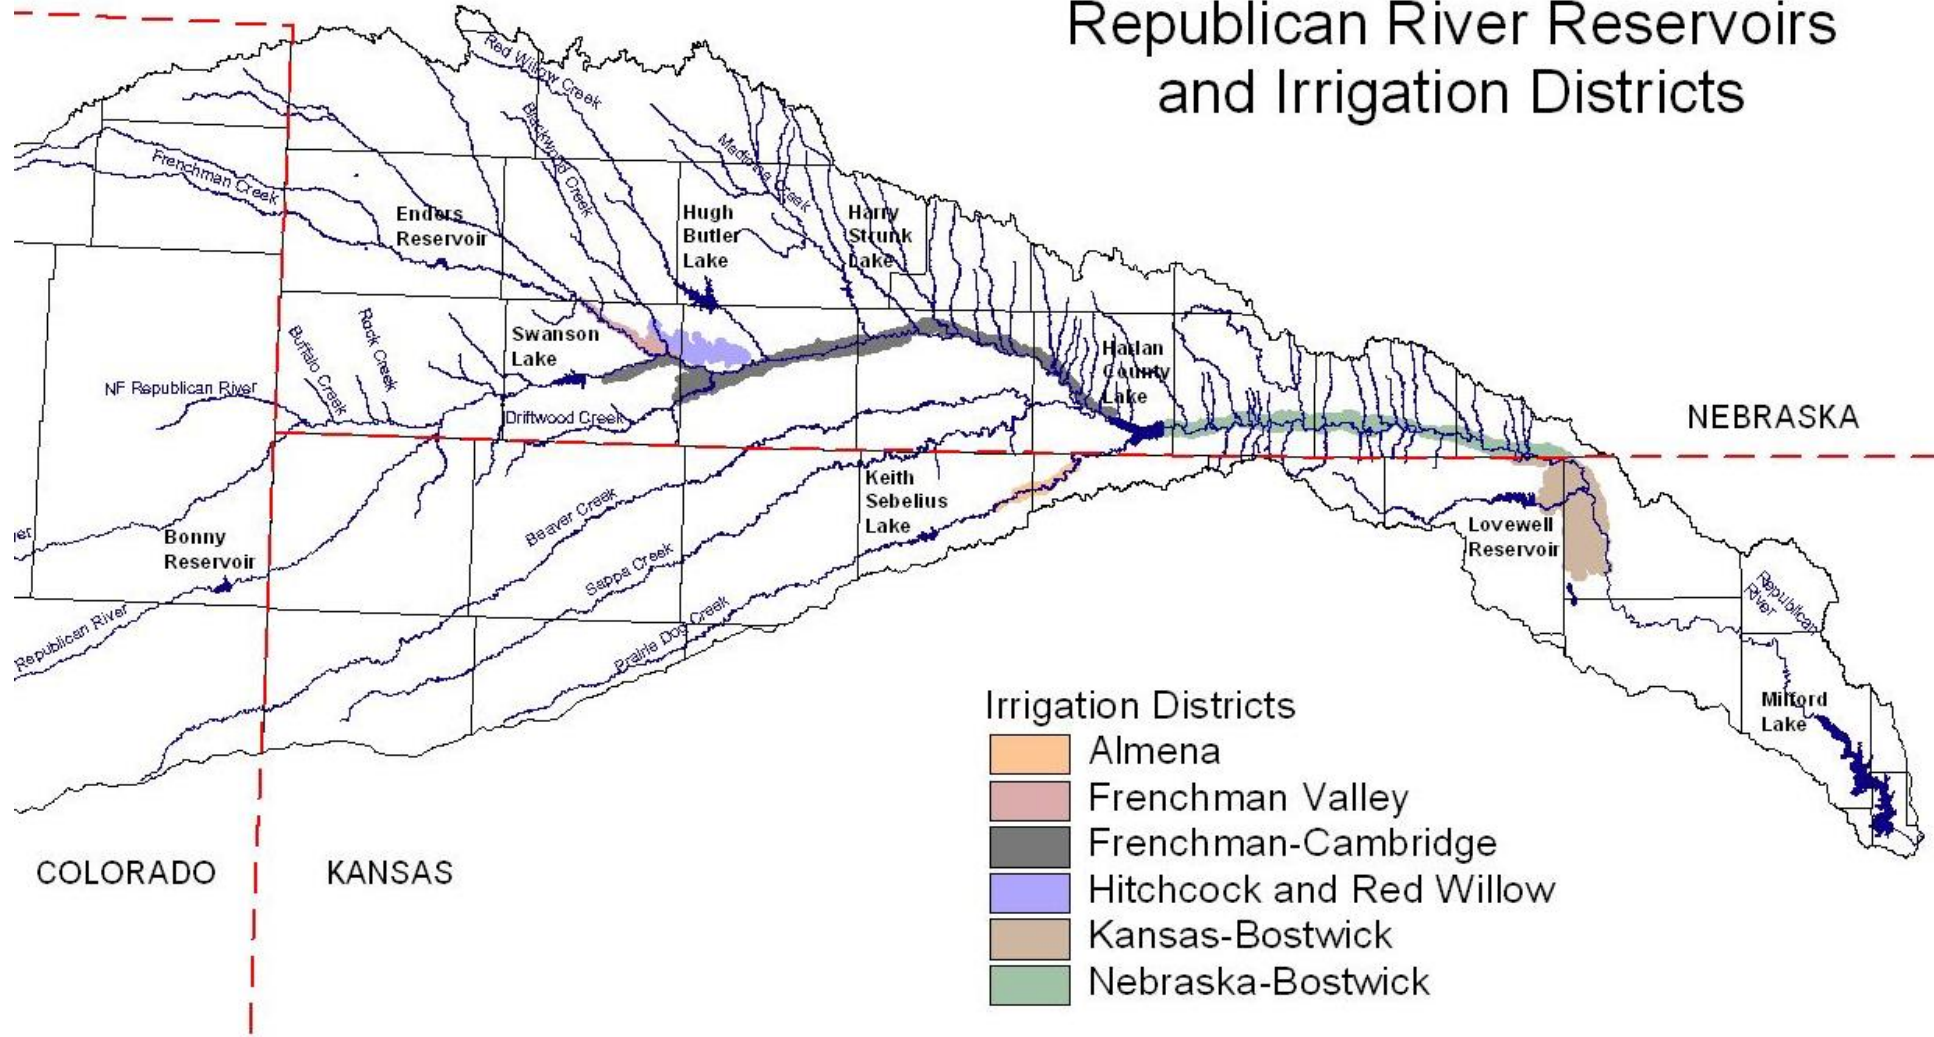 Republican River Reservoirs
and Irrigation Districts
Red Willow Creek
Blackwood Creek
Medicine Creek
Frenchman Creek
Enders
Reservoir
Hugh
Butler
Lake
Harry
Strunk
Lake
Swanson
Lake
Rock Creek
Buffalo Creek
NF Republican River
Driftwood Creek
Harlan
County
Lake
NEBRASKA
Keith
Sebelius
Lake
Beaver Creek
Sappa Creek
Prairie Dog Creek
Lovewell
Reservoir
ver
Bonny
Reservoir
Republican River
Republican
River
Milford
Lake
COLORADO
KANSAS
Irrigation Districts
Almena
Frenchman Valley
Frenchman-Cambridge
Hitchcock and Red Willow
Kansas-Bostwick
Nebraska-Bostwick